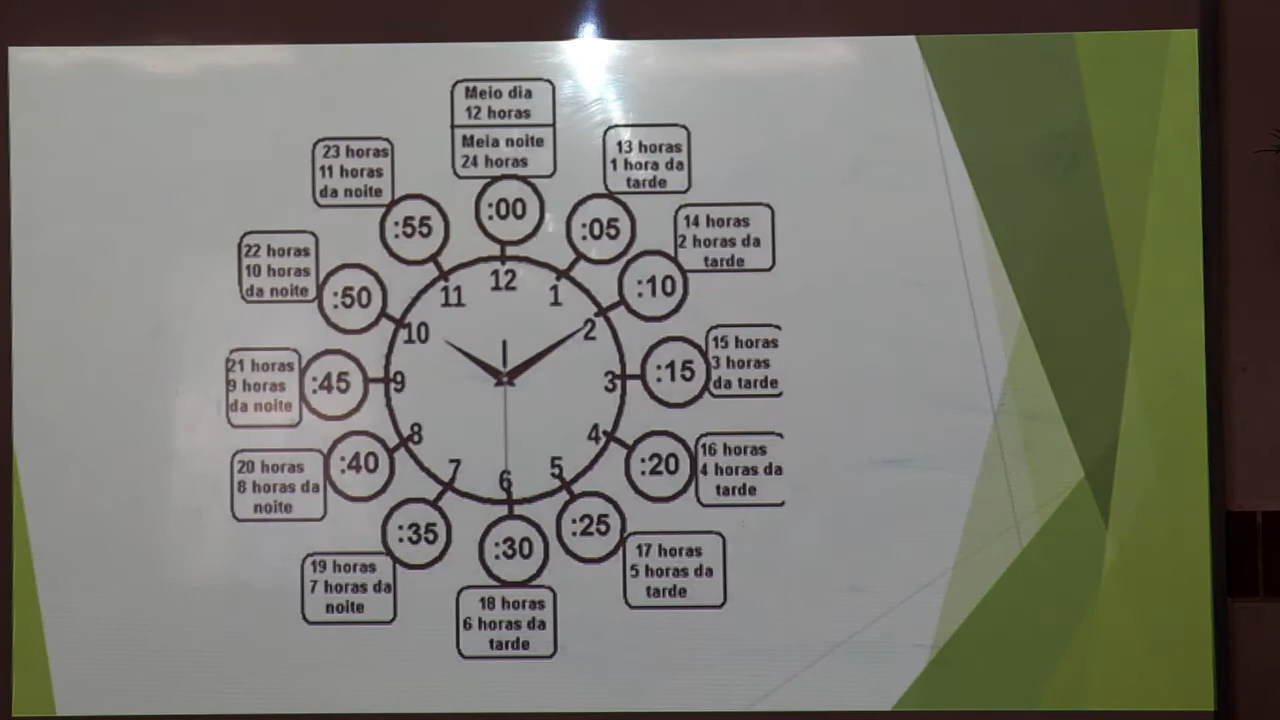 Meio dia
12 horas
Meia noite
24 horas
:00
13 horas
1 hora da
tarde
:05
14 horas
2 horas da
tarde
:10
15 horas
3 horas
da tarde
:15
16 horas
4 horas da
tarde
:20
17 horas
5 horas da
tarde
:25
18 horas
6 horas da
tarde
:30
19 horas
7 horas da
noite
:35
20 horas
8 horas da
noite
:40
21 horas
9 horas
da noite
:45
22 horas
10 horas
da noite
:50
23 horas
11 horas
da noite
:55
12
1
2
3
4
5
6
7
8
9
10
11